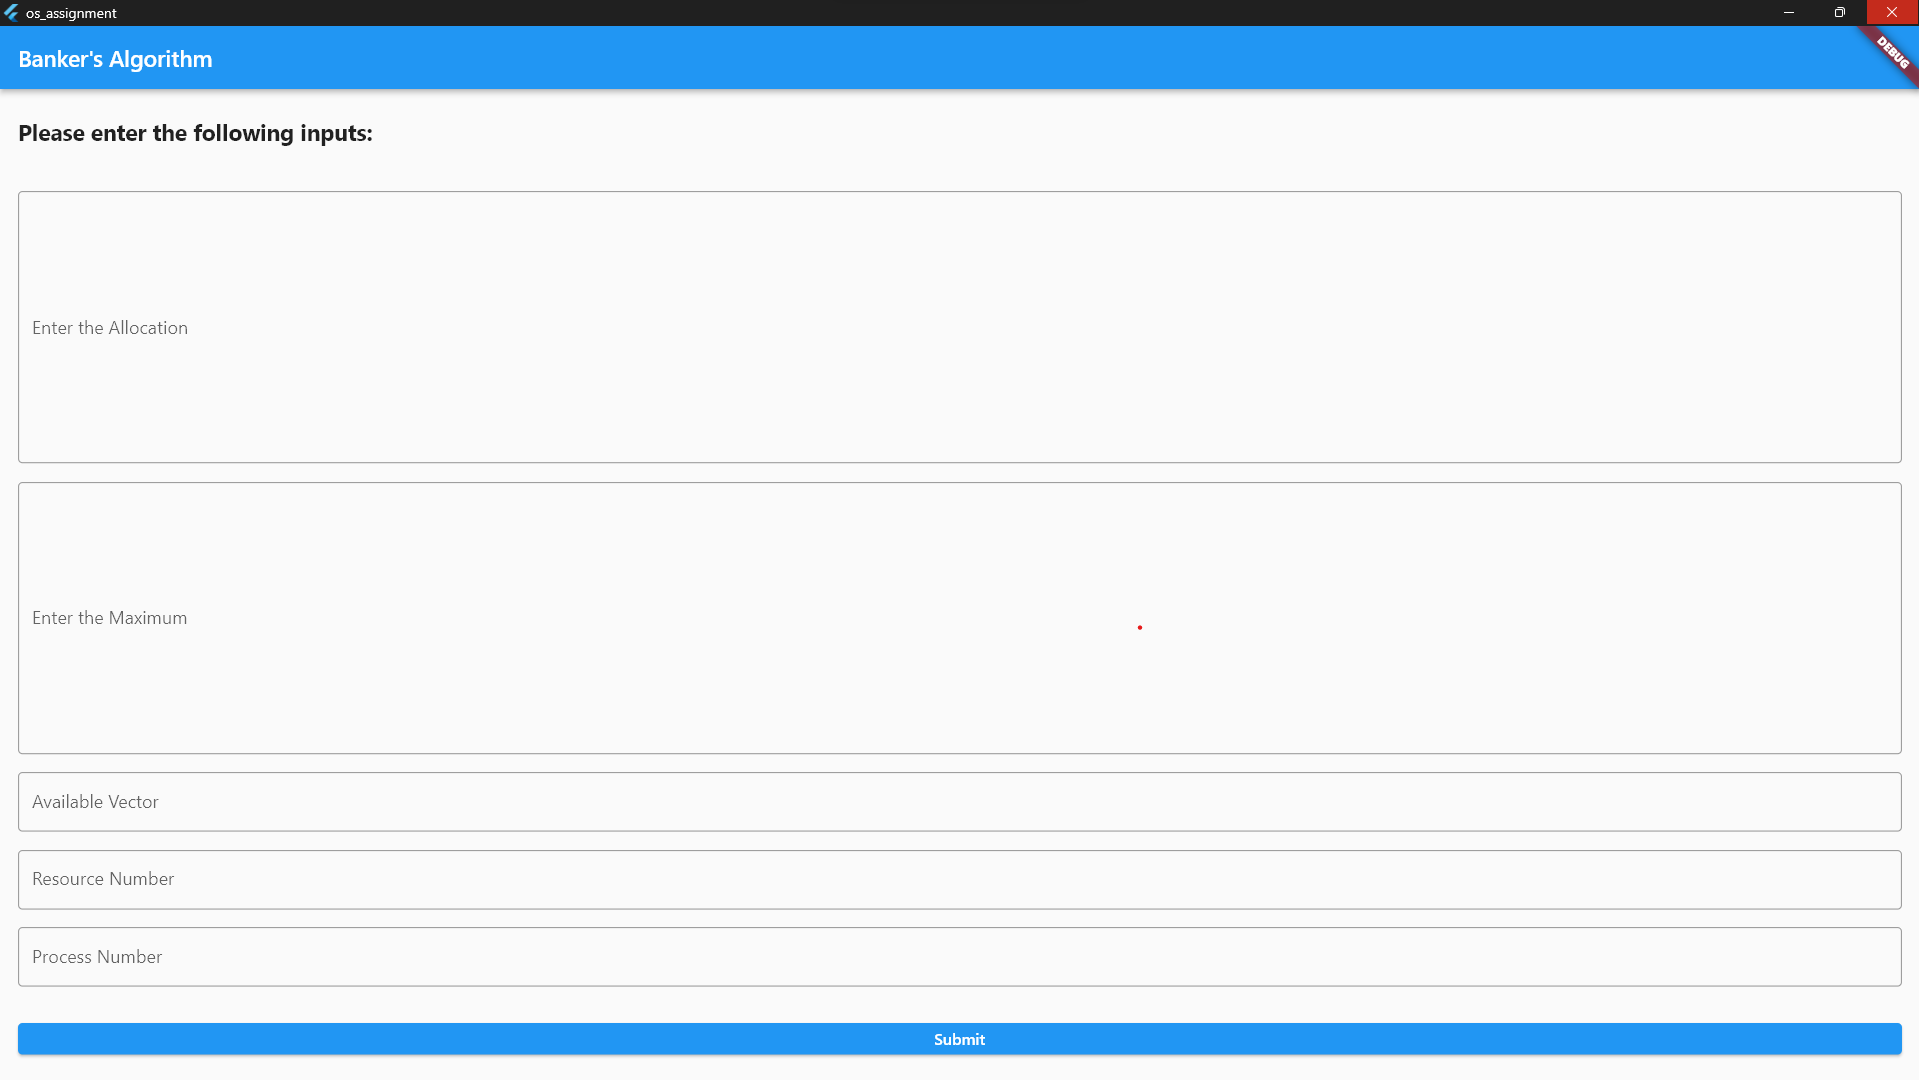 os_assignment
Banker's Algorithm
DEBUG
Please enter the following inputs:
Enter the Allocation
Enter the Maximum
Available Vector
Resource Number
Process Number
Submit